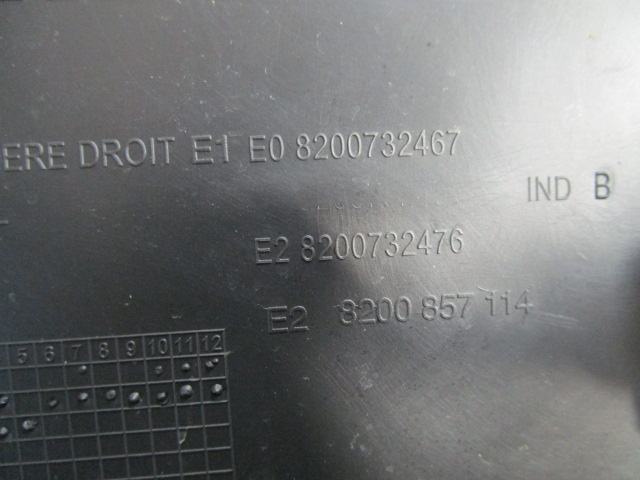 ERE DROIT E1 E0 8200732467
IND B
E2 8200732476
E2 8200 857 114
5 6 7 8 9 10 11 12